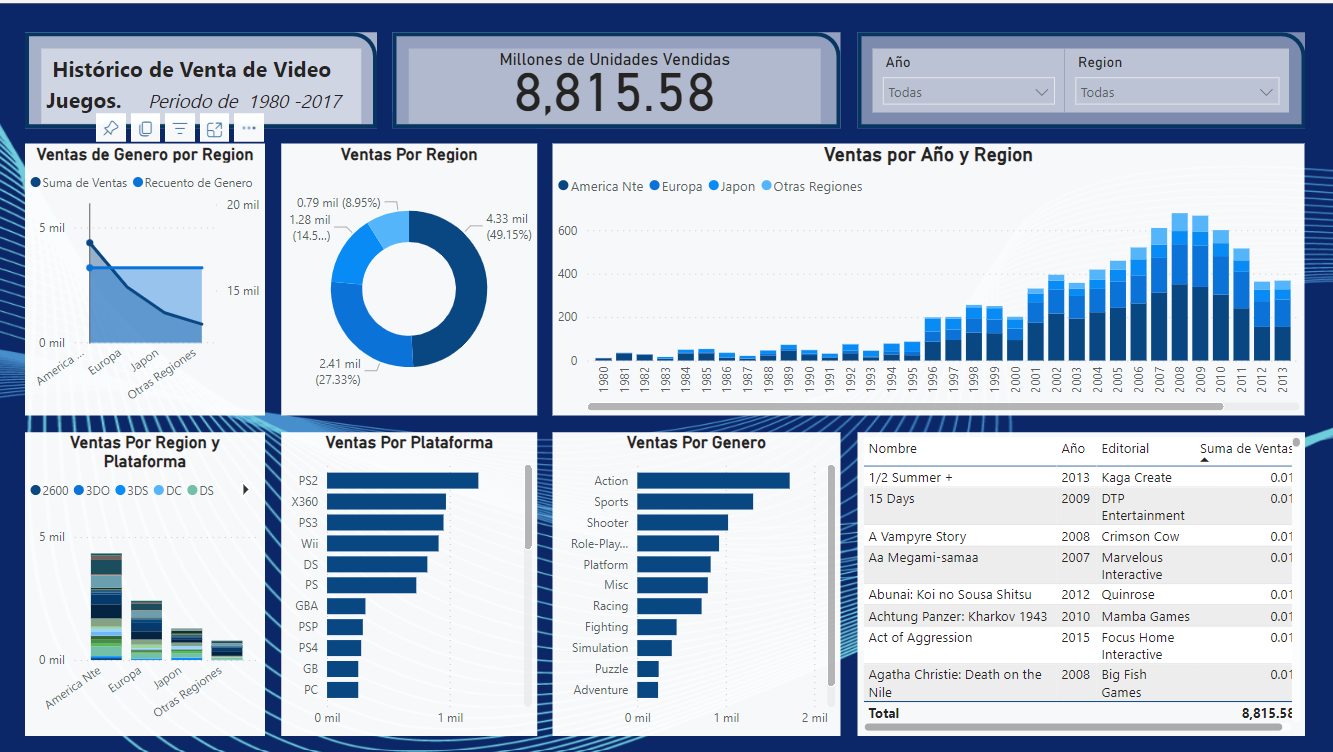 Histórico de Venta de Video
Juegos. Periodo de 1980 -2017
Millones de Unidades Vendidas
8,815.58
Año
Todas
Region
Todas
Ventas de Genero por Region
Suma de Ventas
Recuento de Genero
20 mil
5 mil
15 mil
0 mil
America ...
Europa
Japon
Otras Regiones
Ventas Por Region
0.79 mil (8.95%)
1.28 mil
(14.5...)
4.33 mil
(49.15%)
2.41 mil
(27.33%)
Ventas por Año y Region
America Nte
Europa
Japon
Otras Regiones
600
400
200
0
1980
1981
1982
1983
1984
1985
1986
1987
1988
1989
1990
1991
1992
1993
1994
1995
1996
1997
1998
1999
2000
2001
2002
2003
2004
2005
2006
2007
2008
2009
2010
2011
2012
2013
Ventas Por Region y
Plataforma
2600
3DO
3DS
DC
DS
5 mil
0 mil
America Nte
Europa
Japon
Otras Regiones
Ventas Por Plataforma
PS2
X360
PS3
Wii
DS
PS
GBA
PSP
PS4
GB
PC
0 mil
1 mil
Ventas Por Genero
Action
Sports
Shooter
Role-Play...
Platform
Misc
Racing
Fighting
Simulation
Puzzle
Adventure
0 mil
1 mil
2 mil
Nombre Año Editorial Suma de Ventas
1/2 Summer + 2013 Kaga Create 0.01
15 Days 2009 DTP 0.01
Entertainment
A Vampyre Story 2008 Crimson Cow 0.01
Aa Megami-samaa 2007 Marvelous 0.01
Interactive
Abunai: Koi no Sousa Shitsu 2012 Quinrose 0.01
Achtung Panzer: Kharkov 1943 2010 Mamba Games 0.01
Act of Aggression 2015 Focus Home 0.01
Interactive
Agatha Christie: Death on the 2008 Big Fish 0.01
Nile Games
Total 8,815.58